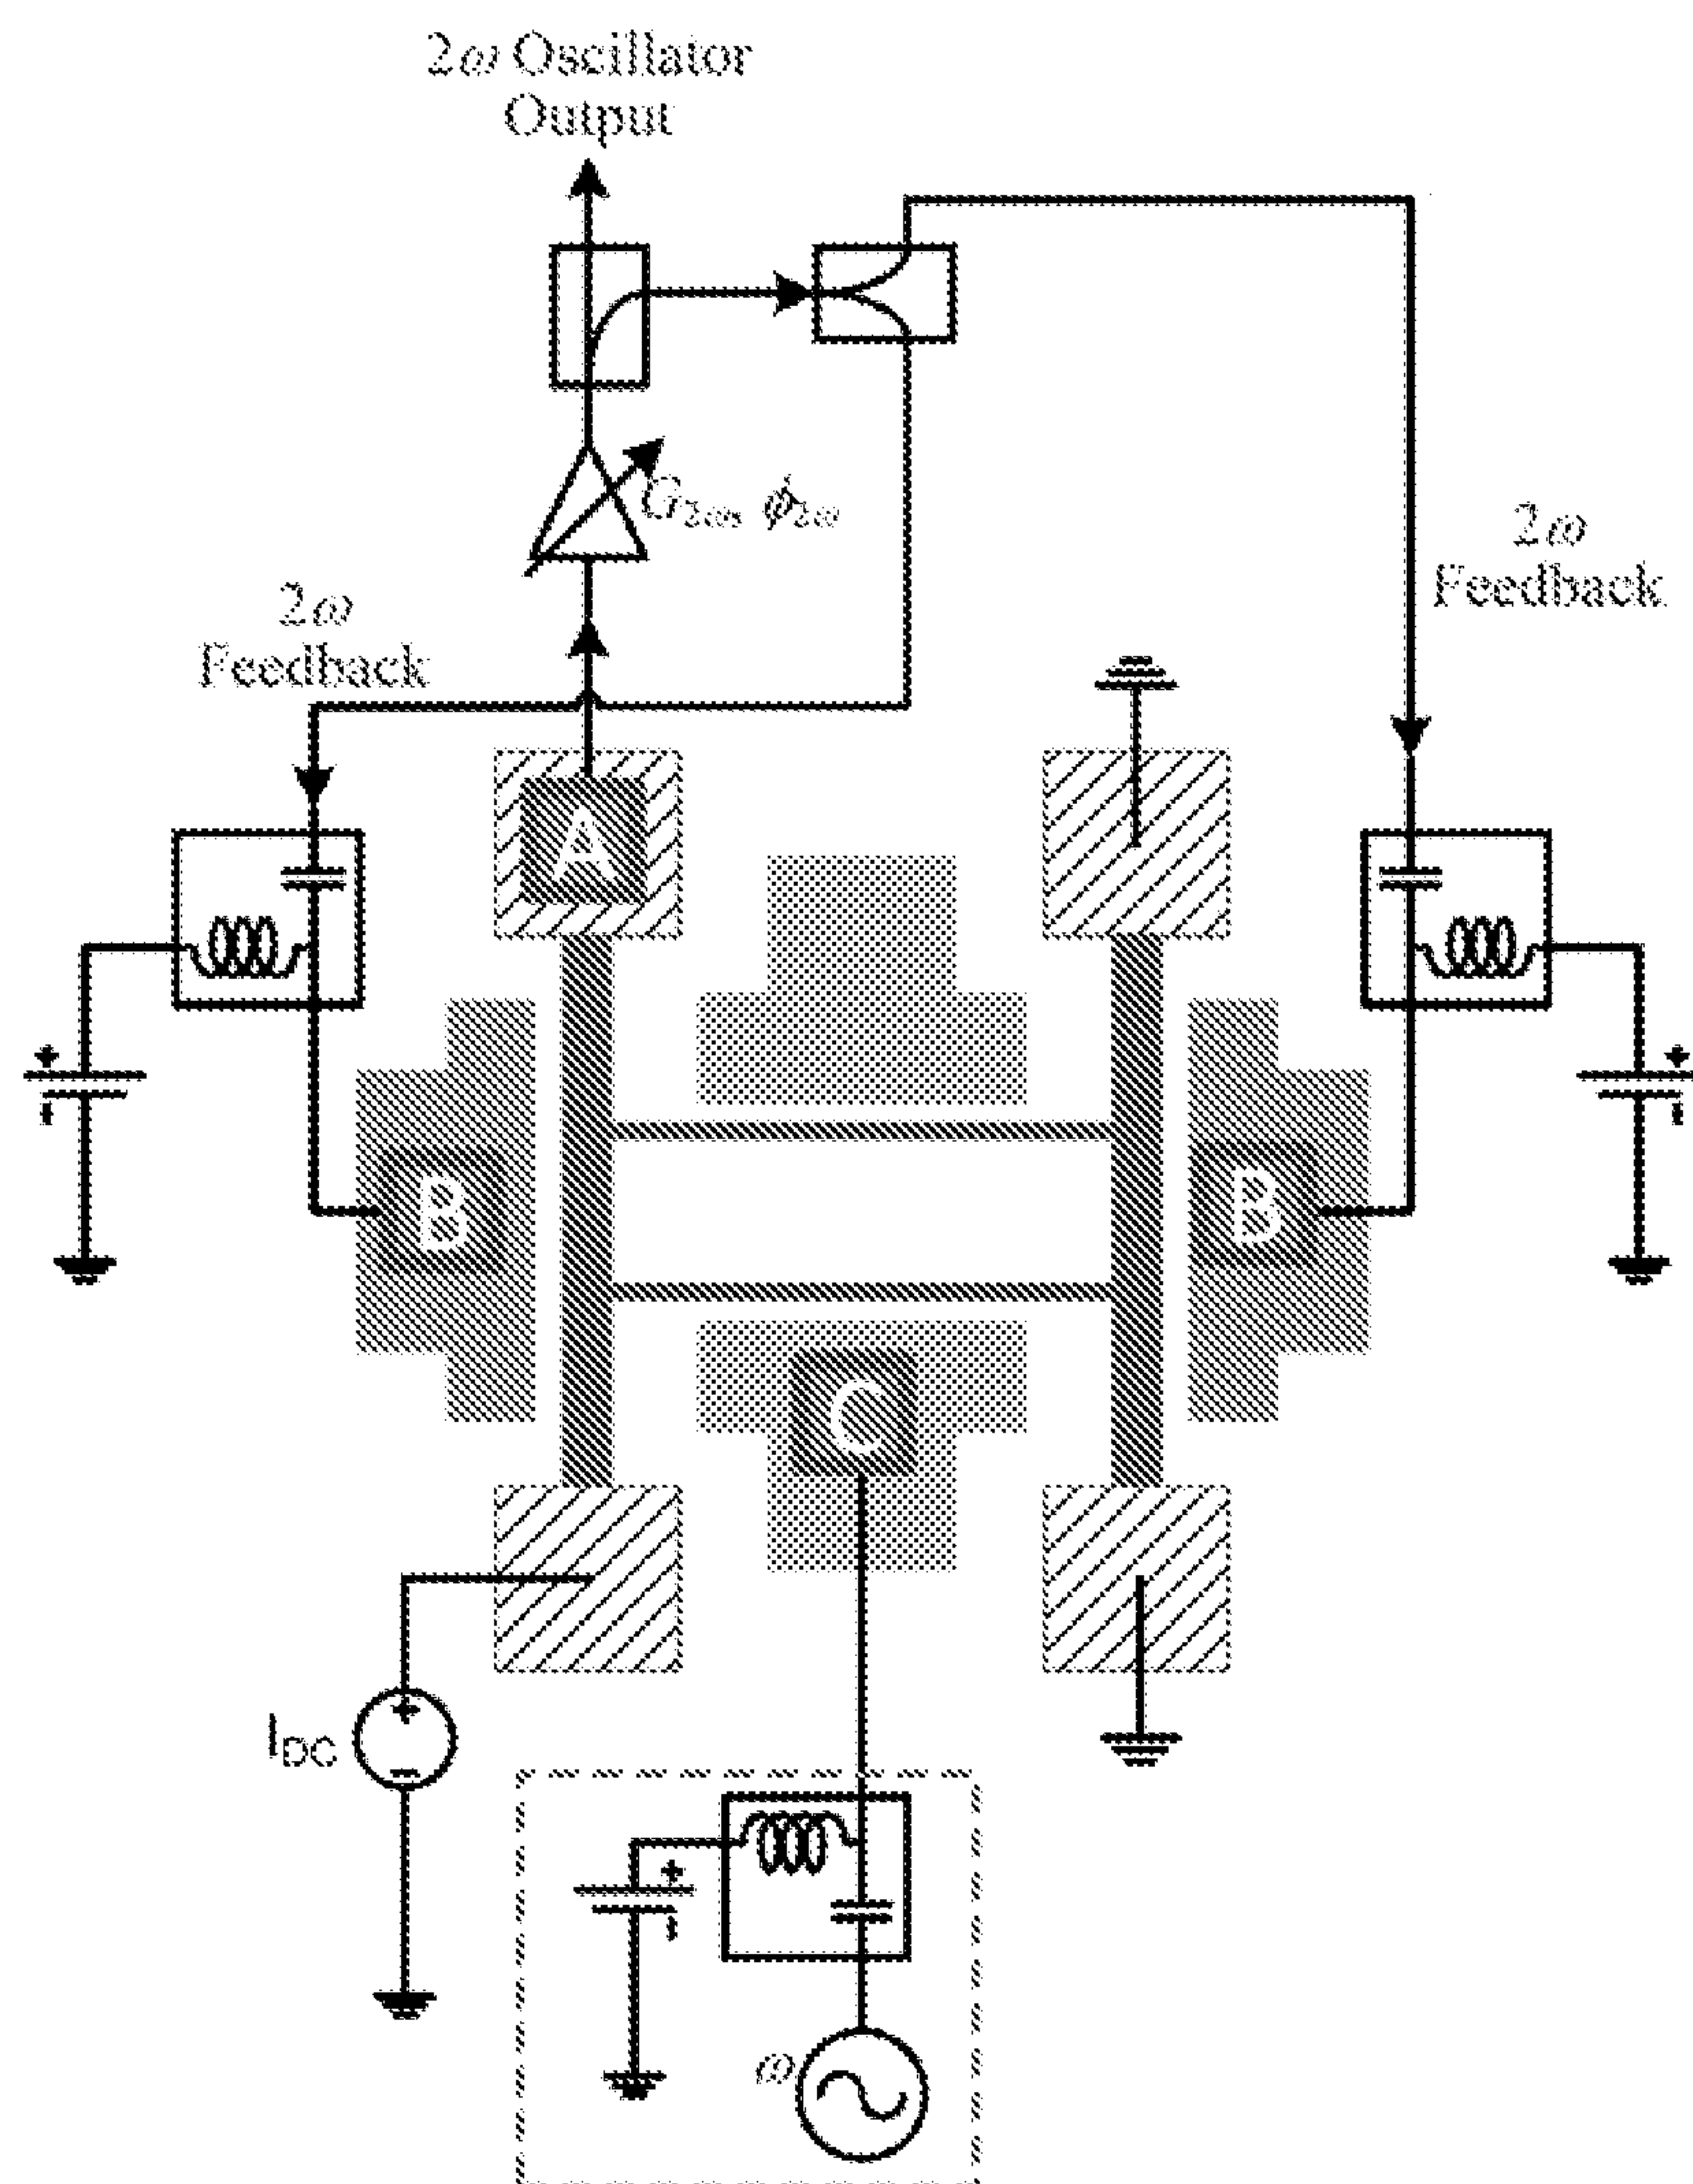 2ω Oscillator
Output
G2ω, ϕ2ω
2ω
Feedback
2ω
Feedback
A
+
-
+
-
B
B
C
IDC
+
-
+
-
ω